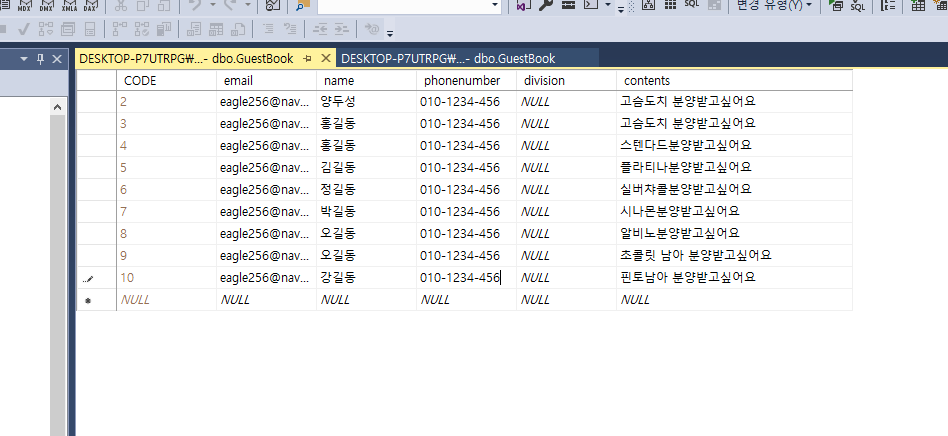 MDX DMX XMLA DAX SQL 변경 유형(Y) SQL
DESKTOP-P7UTRPG₩...- dbo.GuestBook DESKTOP-P7UTRPG₩...- dbo.GuestBook
CODE email name phonenumber division contents
2 eagle256@nav... 양두성 010-1234-456 NULL 고슴도치 분양받고싶어요
3 eagle256@nav... 홍길동 010-1234-456 NULL 고슴도치 분양받고싶어요
4 eagle256@nav... 홍길동 010-1234-456 NULL 스텐다드분양받고싶어요
5 eagle256@nav... 김길동 010-1234-456 NULL 플라티나분양받고싶어요
6 eagle256@nav... 정길동 010-1234-456 NULL 실버챠콜분양받고싶어요
7 eagle256@nav... 박길동 010-1234-456 NULL 시나몬분양받고싶어요
8 eagle256@nav... 오길동 010-1234-456 NULL 알비노분양받고싶어요
9 eagle256@nav... 오길동 010-1234-456 NULL 초콜릿 남아 분양받고싶어요
10 eagle256@nav... 강길동 010-1234-456 NULL 핀토남아 분양받고싶어요
NULL NULL NULL NULL NULL NULL